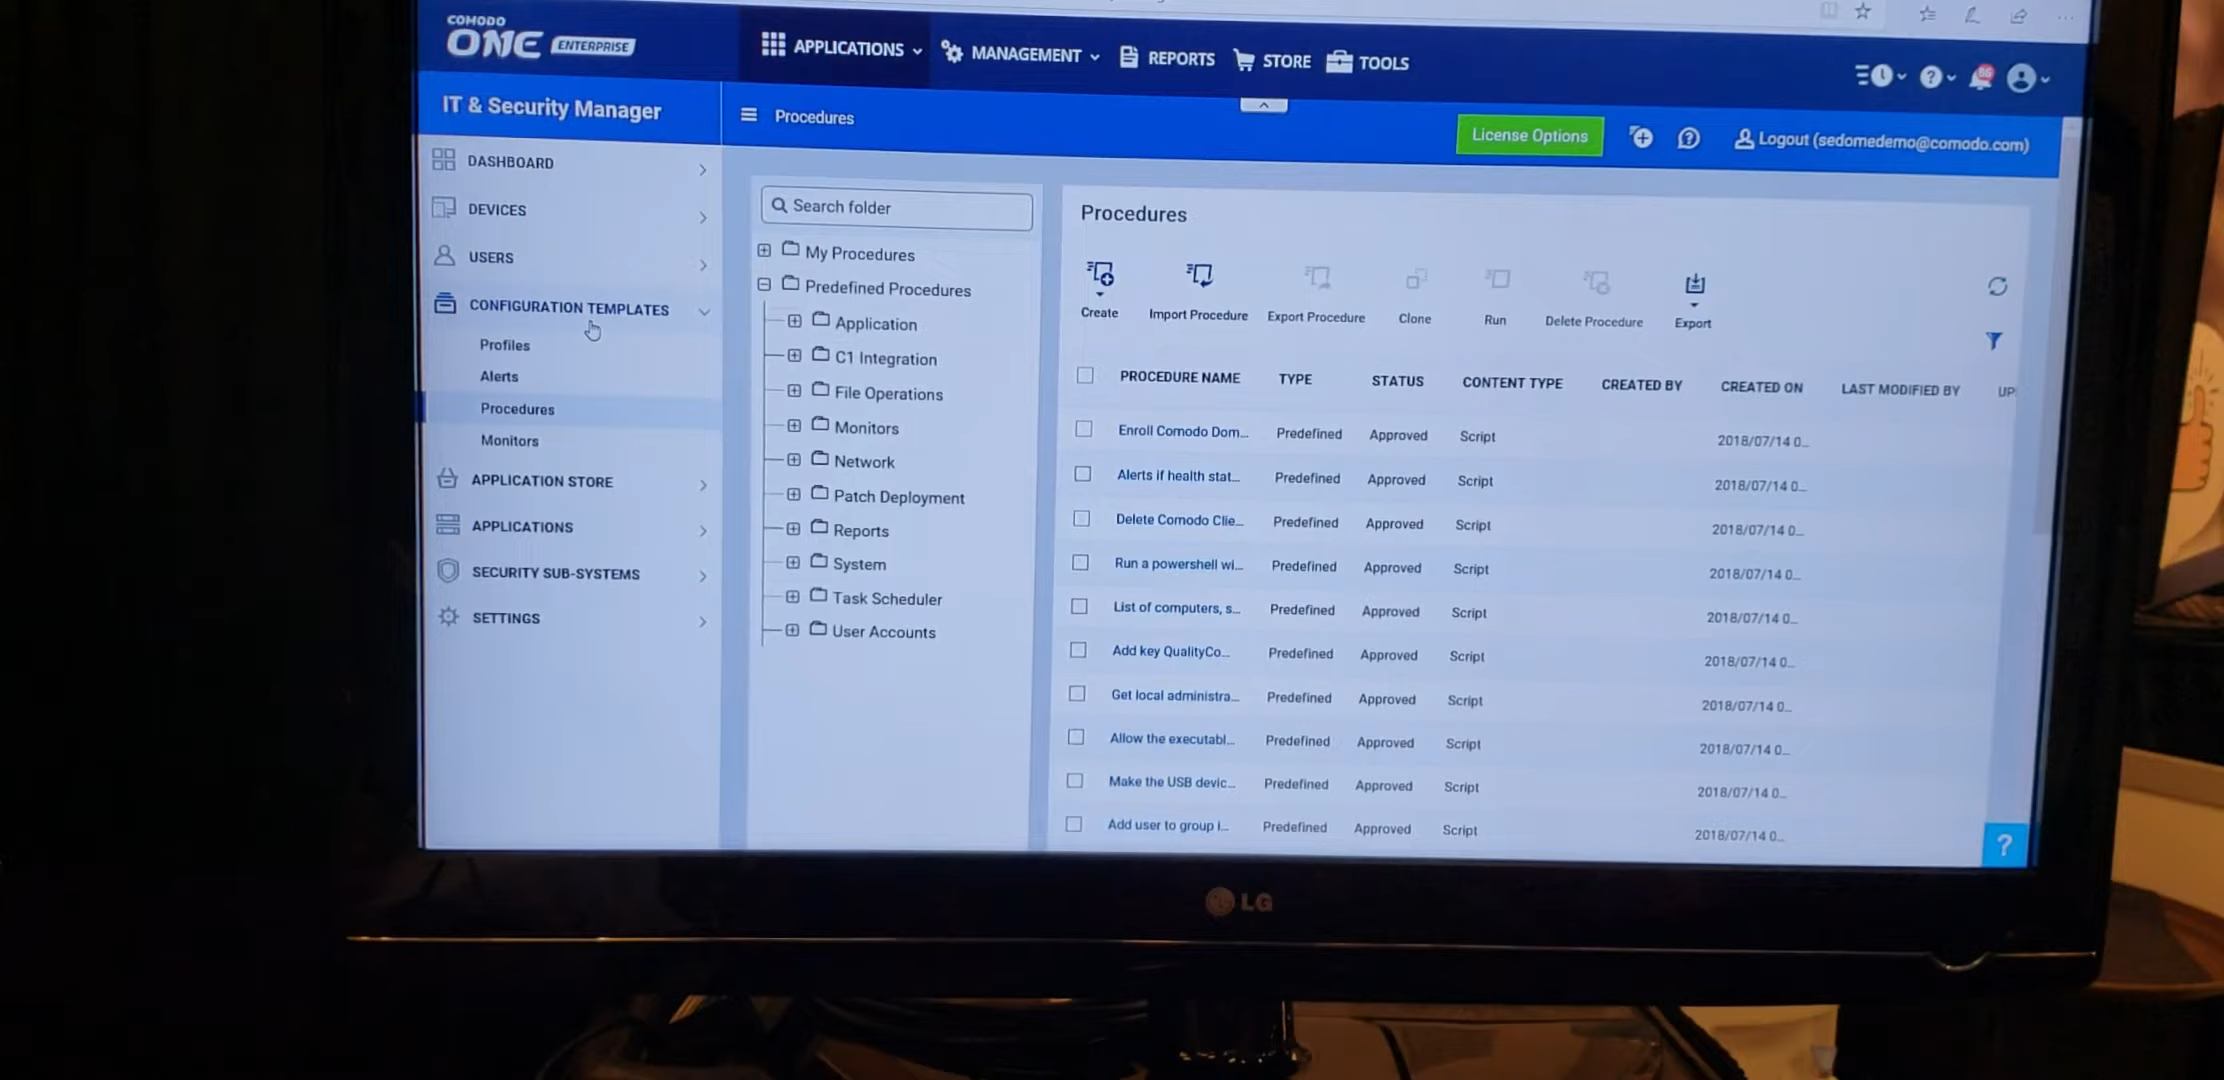 COMODO
ONE ENTERPRISE
APPLICATIONS
MANAGEMENT
REPORTS
STORE
TOOLS
86
IT & Security Manager
Procedures
License Options
Logout (sedomedemo@comodo.com)
DASHBOARD
DEVICES
USERS
CONFIGURATION TEMPLATES
Profiles
Alerts
Procedures
Monitors
APPLICATION STORE
APPLICATIONS
SECURITY SUB-SYSTEMS
SETTINGS
Search folder
My Procedures
Predefined Procedures
Application
C1 Integration
File Operations
Monitors
Network
Patch Deployment
Reports
System
Task Scheduler
User Accounts
Procedures
Create
Import Procedure
Export Procedure
Clone
Run
Delete Procedure
Export
PROCEDURE NAME TYPE STATUS CONTENT TYPE CREATED BY CREATED ON LAST MODIFIED BY UP
Enroll Comodo Dom... Predefined Approved Script 2018/07/14 0...
Alerts if health stat... Predefined Approved Script 2018/07/14 0...
Delete Comodo Clie... Predefined Approved Script 2018/07/14 0...
Run a powershell wi... Predefined Approved Script 2018/07/14 0...
List of computers, s... Predefined Approved Script 2018/07/14 0...
Add key QualityCo... Predefined Approved Script 2018/07/14 0...
Get local administra... Predefined Approved Script 2018/07/14 0...
Allow the executabl... Predefined Approved Script 2018/07/14 0...
Make the USB devic... Predefined Approved Script 2018/07/14 0...
Add user to group i... Predefined Approved Script 2018/07/14 0...
?
LG